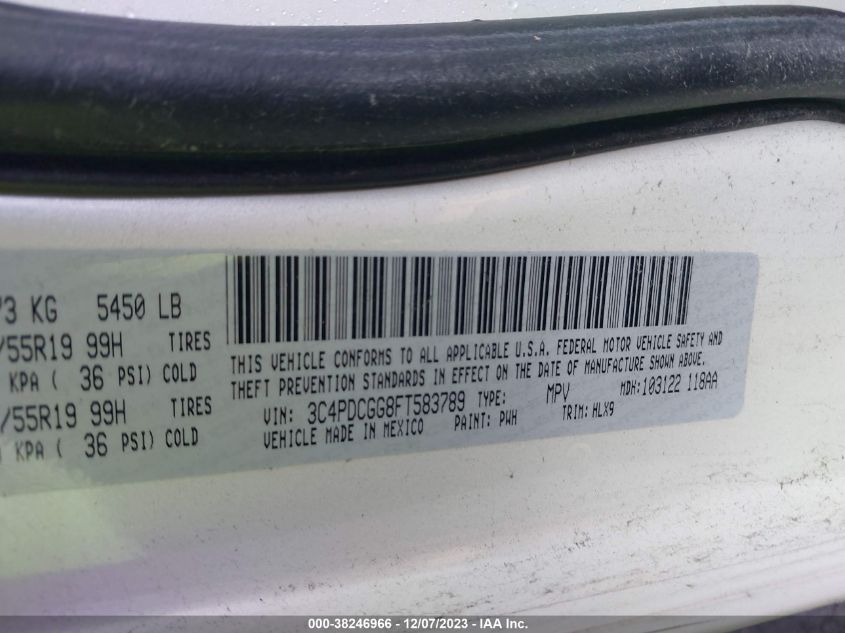 73 KG 5450 LB
/55R19 99H TIRES
KPA ( 36 PSI) COLD
/55R19 99H TIRES
KPA ( 36 PSI) COLD
THIS VEHICLE CONFORMS TO ALL APPLICABLE U.S.A. FEDERAL MOTOR VEHICLE SAFETY AND
THEFT PREVENTION STANDARDS IN EFFECT ON THE DATE OF MANUFACTURE SHOWN ABOVE.
VIN: 3C4PDCGG8FT583789 TYPE: MPV MDH:103122 118AA
VEHICLE MADE IN MEXICO PAINT: PWH TRIM: HLX9
000-38246966 - 12/07/2023 - IAA Inc.